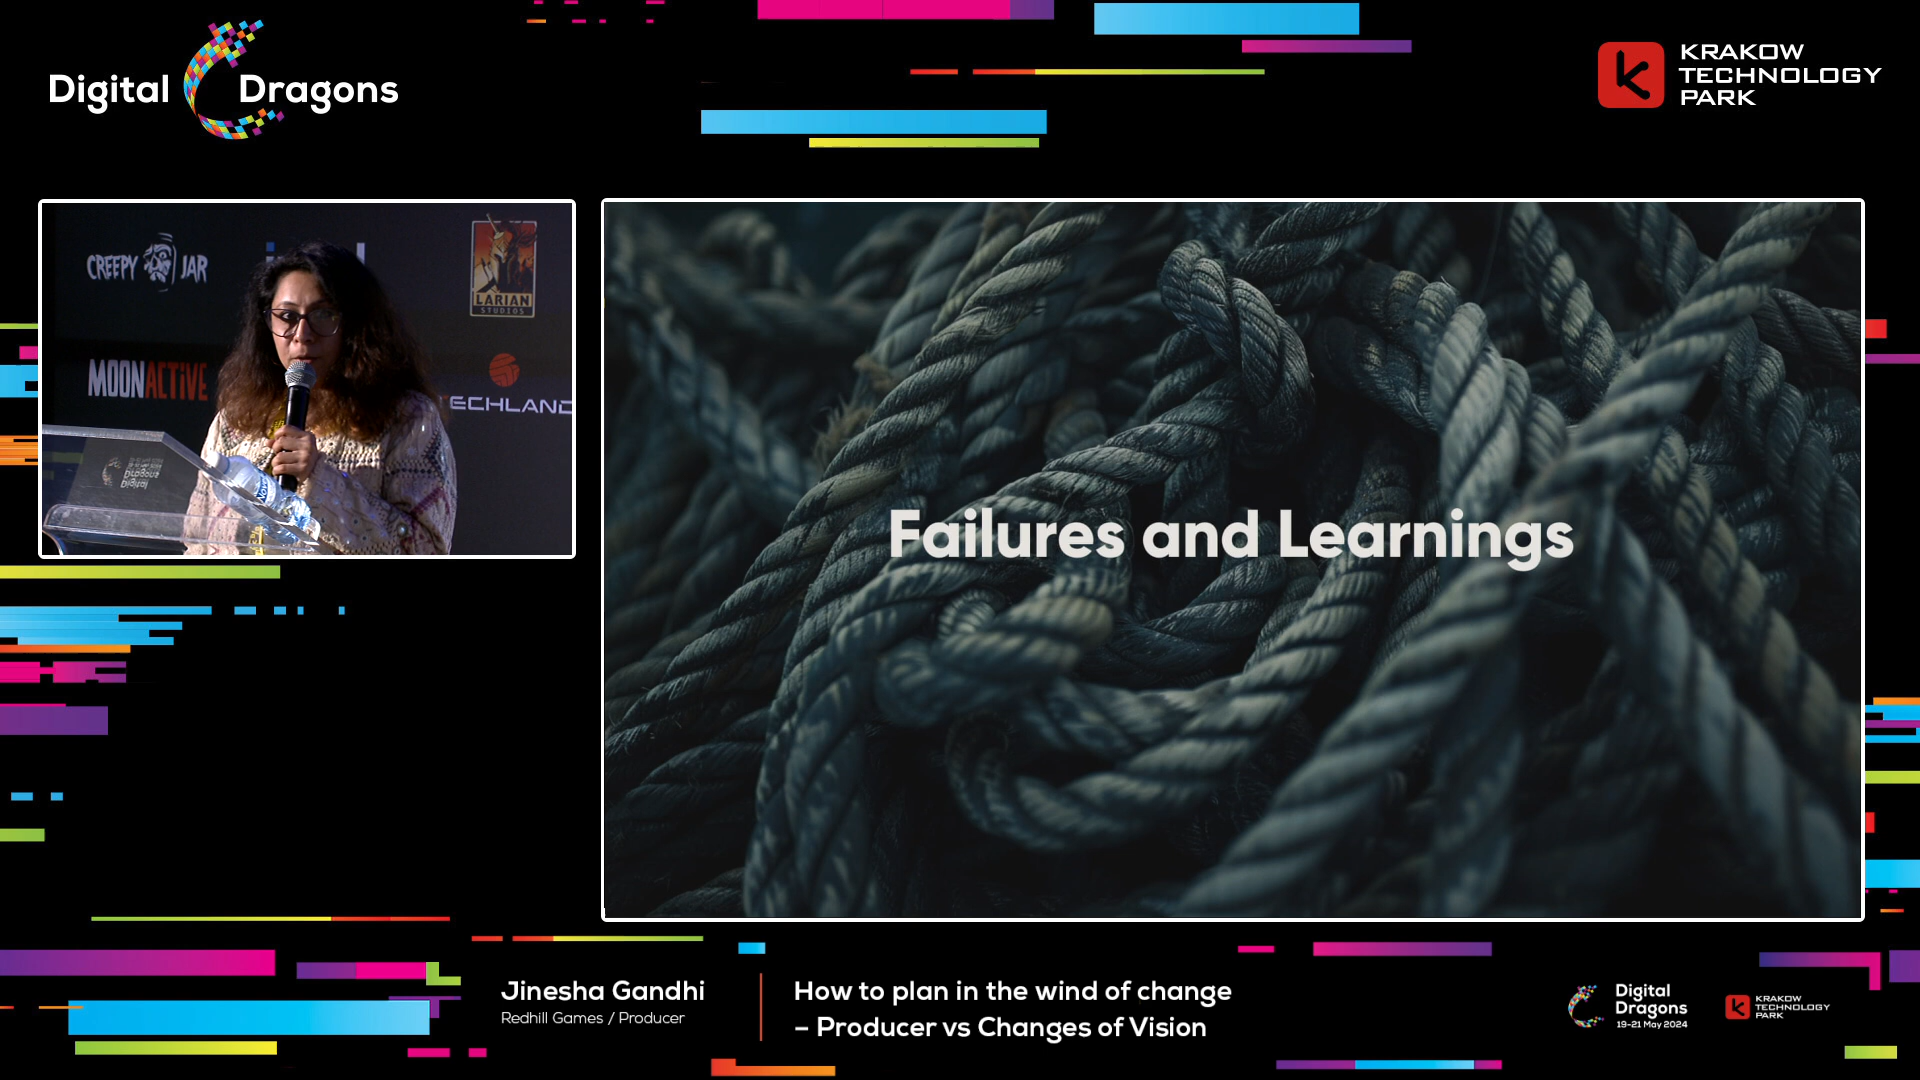 Digital Dragons
KRAKOW
TECHNOLOGY
PARK
CREEPY JAR
LARIAN
STUDIOS
MOONACTIVE
TECHLAND
Failures and Learnings
Jinesha Gandhi
Redhill Games / Producer
How to plan in the wind of change
– Producer vs Changes of Vision
Digital
Dragons
19-21 May 2024
KRAKOW
TECHNOLOGY
PARK